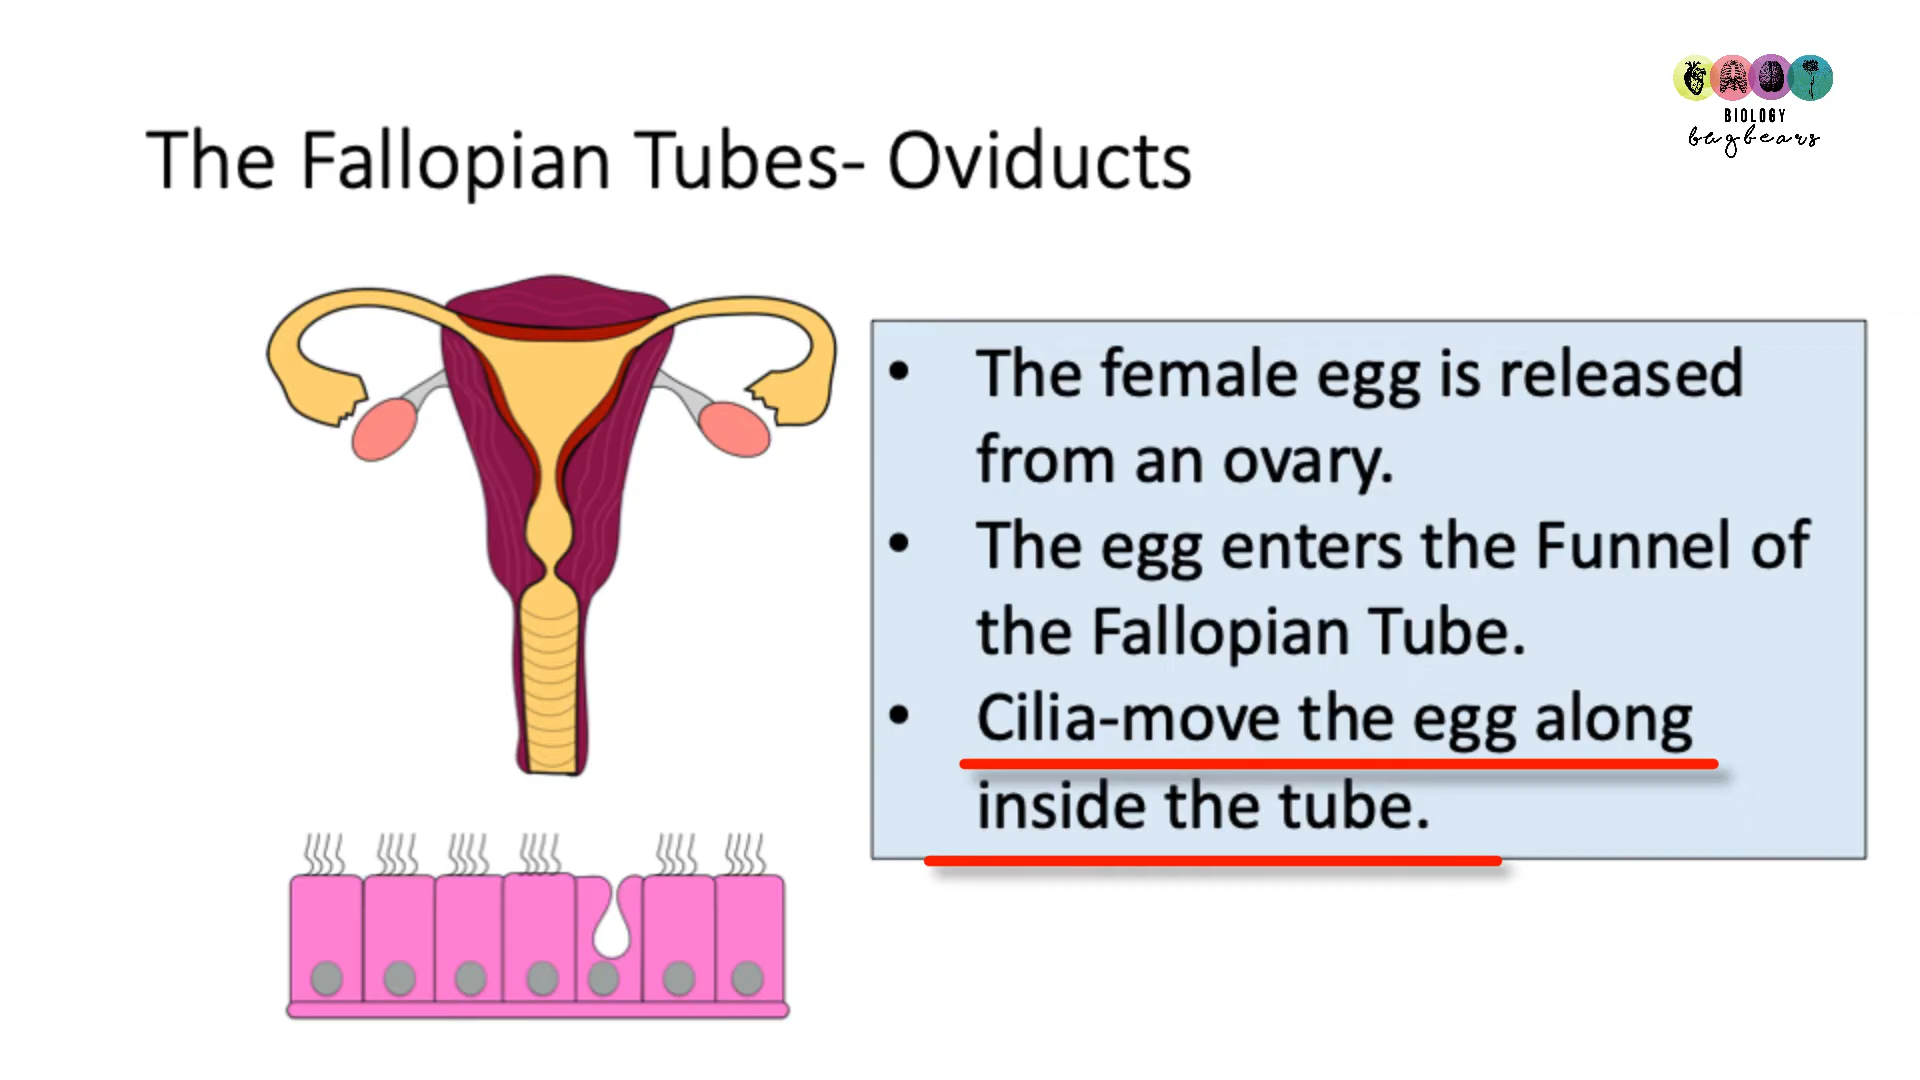 BIOLOGY
bugbears
The Fallopian Tubes- Oviducts
• The female egg is released
from an ovary.
• The egg enters the Funnel of
the Fallopian Tube.
• Cilia-move the egg along
inside the tube.